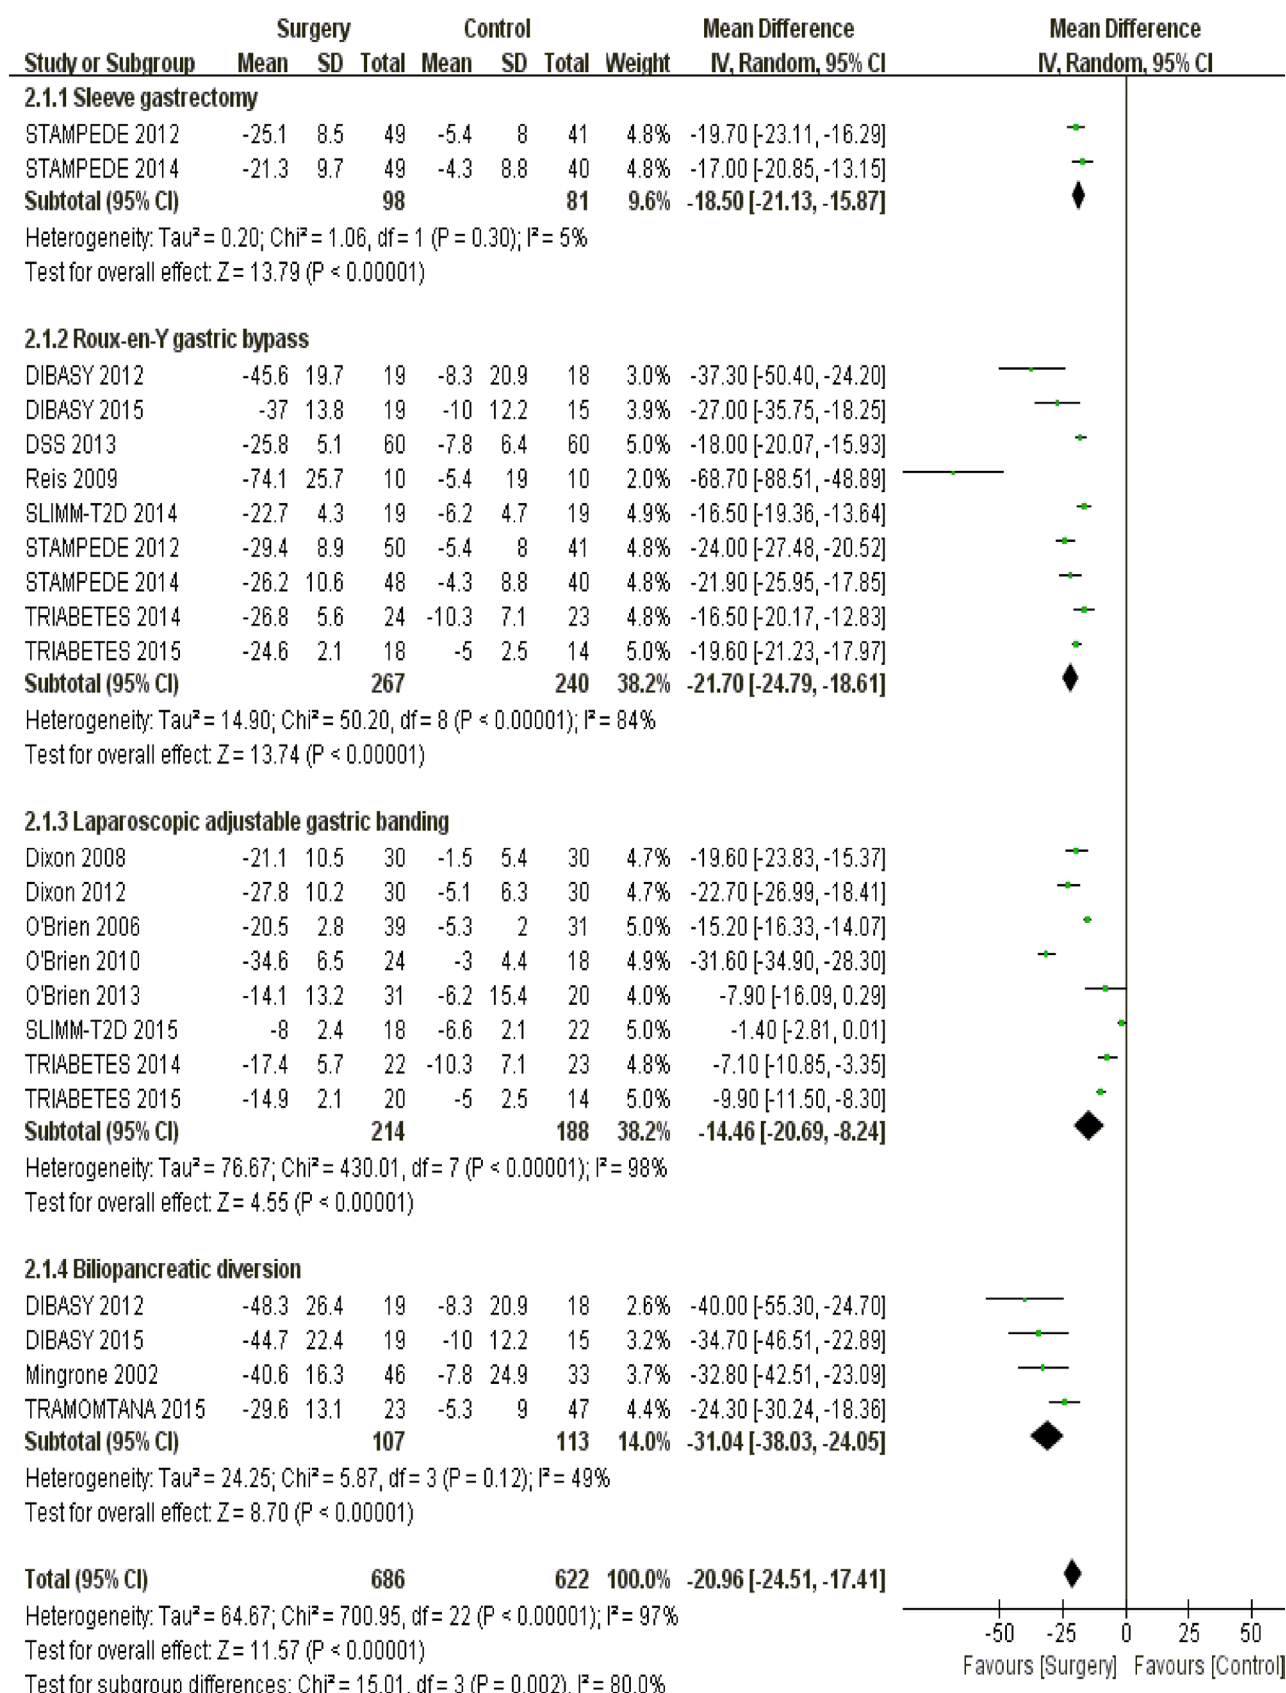 Surgery Control Mean Difference Mean Difference
Study or Subgroup Mean SD Total Mean SD Total Weight IV, Random, 95% CI IV, Random, 95% CI
2.1.1 Sleeve gastrectomy
STAMPEDE 2012 -25.1 8.5 49 -5.4 8 41 4.8% -19.70 [-23.11, -16.29]
STAMPEDE 2014 -21.3 9.7 49 -4.3 8.8 40 4.8% -17.00 [-20.85, -13.15]
Subtotal (95% CI) 98 81 9.6% -18.50 [-21.13, -15.87]
Heterogeneity: Tau² = 0.20; Chi² = 1.06, df = 1 (P = 0.30); I² = 5%
Test for overall effect: Z = 13.79 (P < 0.00001)
2.1.2 Roux-en-Y gastric bypass
DIBASY 2012 -45.6 19.7 19 -8.3 20.9 18 3.0% -37.30 [-50.40, -24.20]
DIBASY 2015 -37 13.8 19 -10 12.2 15 3.9% -27.00 [-35.75, -18.25]
DSS 2013 -25.8 5.1 60 -7.8 6.4 60 5.0% -18.00 [-20.07, -15.93]
Reis 2009 -74.1 25.7 10 -5.4 19 10 2.0% -68.70 [-88.51, -48.89]
SLIMM-T2D 2014 -22.7 4.3 19 -6.2 4.7 19 4.9% -16.50 [-19.36, -13.64]
STAMPEDE 2012 -29.4 8.9 50 -5.4 8 41 4.8% -24.00 [-27.48, -20.52]
STAMPEDE 2014 -26.2 10.6 48 -4.3 8.8 40 4.8% -21.90 [-25.95, -17.85]
TRIABETES 2014 -26.8 5.6 24 -10.3 7.1 23 4.8% -16.50 [-20.17, -12.83]
TRIABETES 2015 -24.6 2.1 18 -5 2.5 14 5.0% -19.60 [-21.23, -17.97]
Subtotal (95% CI) 267 240 38.2% -21.70 [-24.79, -18.61]
Heterogeneity: Tau² = 14.90; Chi² = 50.20, df = 8 (P < 0.00001); I² = 84%
Test for overall effect: Z = 13.74 (P < 0.00001)
2.1.3 Laparoscopic adjustable gastric banding
Dixon 2008 -21.1 10.5 30 -1.5 5.4 30 4.7% -19.60 [-23.83, -15.37]
Dixon 2012 -27.8 10.2 30 -5.1 6.3 30 4.7% -22.70 [-26.99, -18.41]
O'Brien 2006 -20.5 2.8 39 -5.3 2 31 5.0% -15.20 [-16.33, -14.07]
O'Brien 2010 -34.6 6.5 24 -3 4.4 18 4.9% -31.60 [-34.90, -28.30]
O'Brien 2013 -14.1 13.2 31 -6.2 15.4 20 4.0% -7.90 [-16.09, 0.29]
SLIMM-T2D 2015 -8 2.4 18 -6.6 2.1 22 5.0% -1.40 [-2.81, 0.01]
TRIABETES 2014 -17.4 5.7 22 -10.3 7.1 23 4.8% -7.10 [-10.85, -3.35]
TRIABETES 2015 -14.9 2.1 20 -5 2.5 14 5.0% -9.90 [-11.50, -8.30]
Subtotal (95% CI) 214 188 38.2% -14.46 [-20.69, -8.24]
Heterogeneity: Tau² = 76.67; Chi² = 430.01, df = 7 (P < 0.00001); I² = 98%
Test for overall effect: Z = 4.55 (P < 0.00001)
2.1.4 Biliopancreatic diversion
DIBASY 2012 -48.3 26.4 19 -8.3 20.9 18 2.6% -40.00 [-55.30, -24.70]
DIBASY 2015 -44.7 22.4 19 -10 12.2 15 3.2% -34.70 [-46.51, -22.89]
Mingrone 2002 -40.6 16.3 46 -7.8 24.9 33 3.7% -32.80 [-42.51, -23.09]
TRAMOMTANA 2015 -29.6 13.1 23 -5.3 9 47 4.4% -24.30 [-30.24, -18.36]
Subtotal (95% CI) 107 113 14.0% -31.04 [-38.03, -24.05]
Heterogeneity: Tau² = 24.25; Chi² = 5.87, df = 3 (P = 0.12); I² = 49%
Test for overall effect: Z = 8.70 (P < 0.00001)
Total (95% CI) 686 622 100.0% -20.96 [-24.51, -17.41]
Heterogeneity: Tau² = 64.67; Chi² = 700.95, df = 22 (P < 0.00001); I² = 97%
Test for overall effect: Z = 11.57 (P < 0.00001)
Test for subgroup differences: Chi² = 15.01, df = 3 (P = 0.002), I² = 80.0%
-50 -25 0 25 50
Favours [Surgery] Favours [Control]